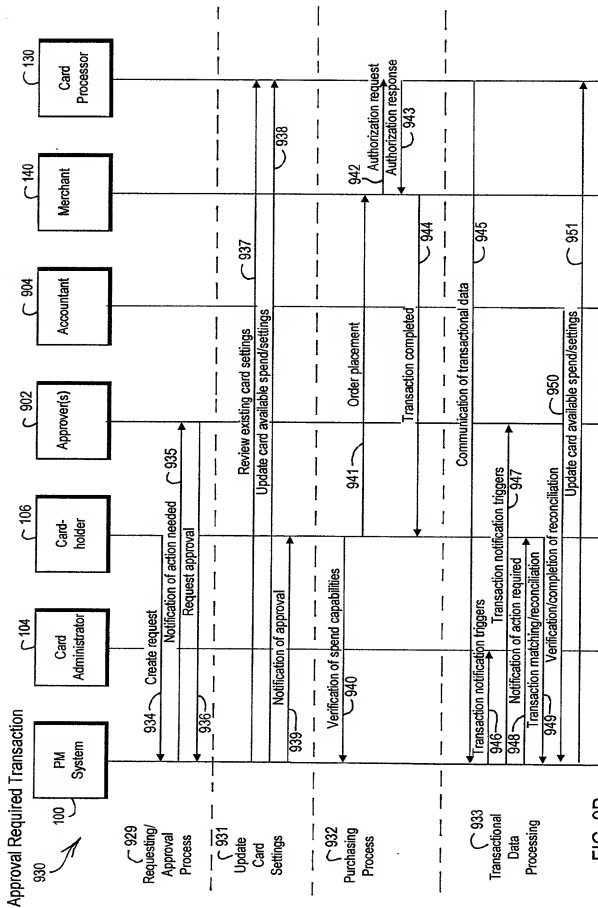 Approval Required Transaction
930
100
PM
System
104
Card
Administrator
106
Card-
holder
902
Approver(s)
904
Accountant
140
Merchant
130
Card
Processor
929
Requesting/
Approval
Process
934
Create request
Notification of action needed
935
Request approval
936
931
Update
Card
Settings
Review existing card settings
937
Update card available spend/settings
938
Notification of approval
939
932
Purchasing
Process
Verification of spend capabilities
940
941
Order placement
942
Authorization request
Authorization response
943
Transaction completed
944
933
Transactional
Data
Processing
Communication of transactional data
945
Transaction notification triggers
946
Transaction notification triggers
947
Notification of action required
948
Transaction matching/reconciliation
949
Verification/completion of reconciliation
950
Update card available spend/settings
951